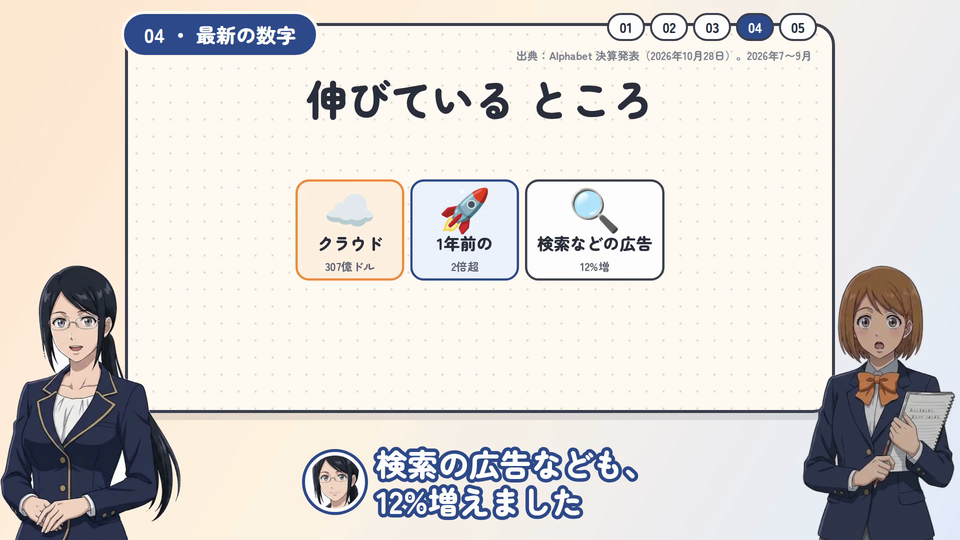 04 ・ 最新の数字
01 02 03 04 05
出典：Alphabet 決算発表（2026年10月28日）。2026年7〜9月
伸びている ところ
クラウド
307億ドル
1年前の
2倍超
検索などの広告
12%増
検索の広告なども、
12%増えました